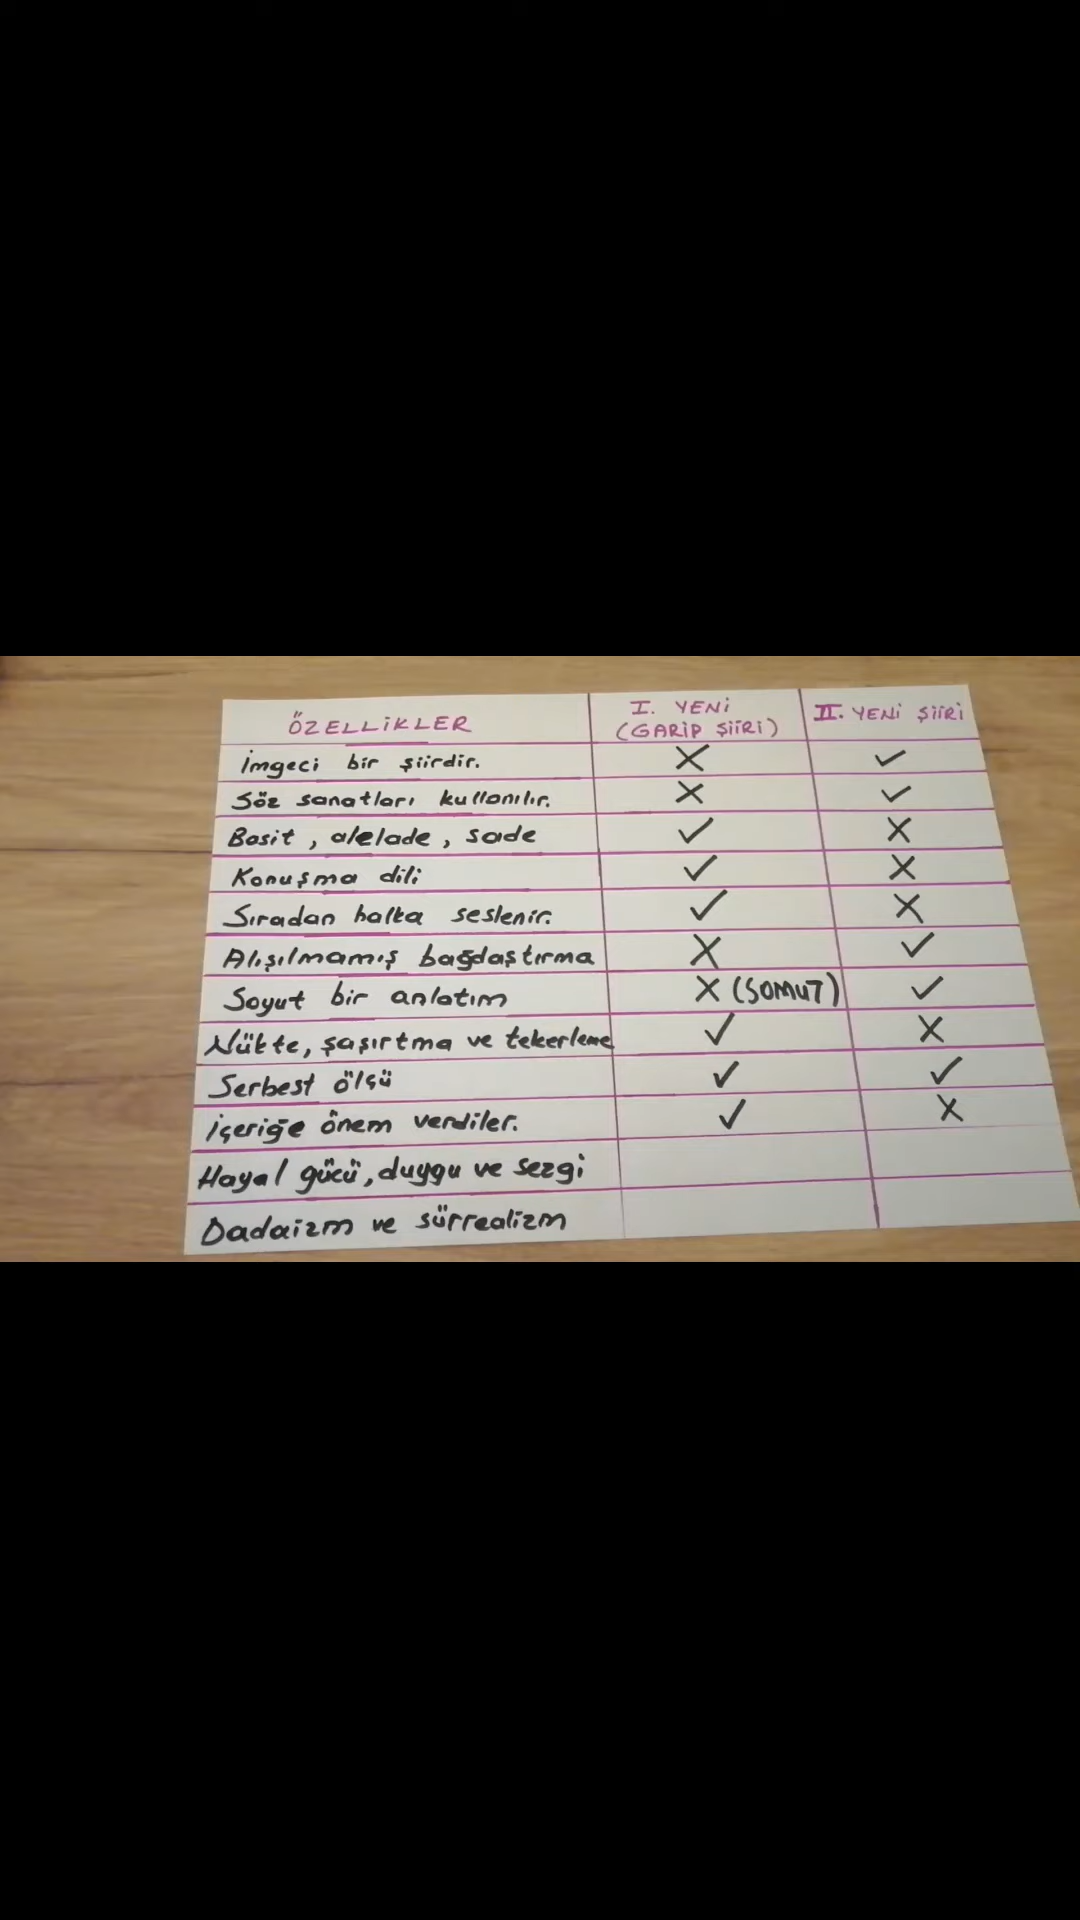 ÖZELLİKLER I. YENİ (GARİP ŞİİRİ) II. YENİ ŞİİRİ
İmgeci bir şiirdir. X ✓
Söz sanatları kullanılır. X ✓
Basit, alelade, sade ✓ X
Konuşma dili ✓ X
Sıradan halka seslenir. ✓ X
Alışılmamış bağdaştırma X ✓
Soyut bir anlatım X (SOMUT) ✓
Nükte, şaşırtma ve tekerleme ✓ X
Serbest ölçü ✓ ✓
İçeriğe önem verdiler. ✓ X
Hayal gücü, duygu ve sezgi
Dadaizm ve sürrealizm